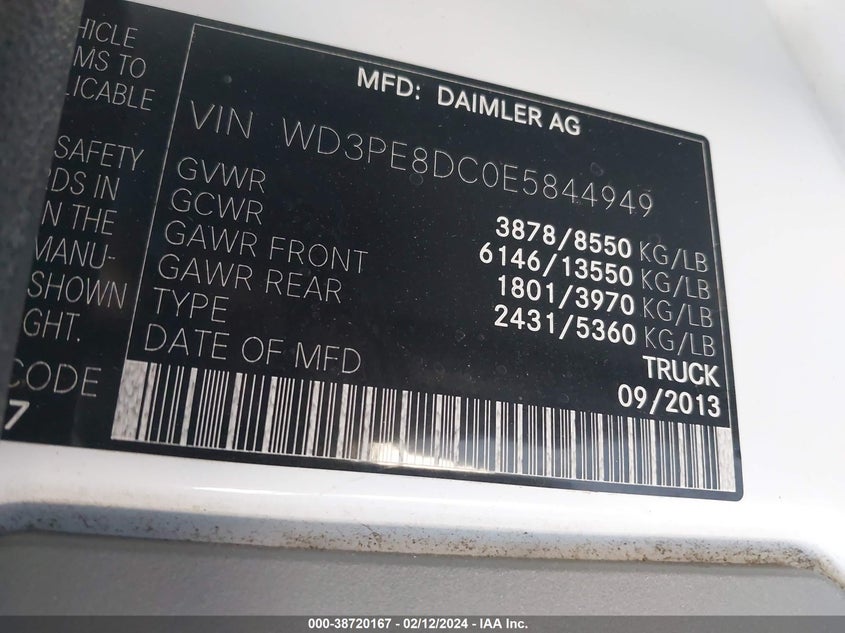 HICLE
MS TO
LICABLE
SAFETY
RDS IN
N THE
MANU-
SHOWN
GHT.
CODE
7
MFD: DAIMLER AG
VIN WD3PE8DC0E5844949
GVWR 3878/8550 KG/LB
GCWR 6146/13550 KG/LB
GAWR FRONT 1801/3970 KG/LB
GAWR REAR 2431/5360 KG/LB
TYPE TRUCK
DATE OF MFD 09/2013
000-38720167 - 02/12/2024 - IAA Inc.